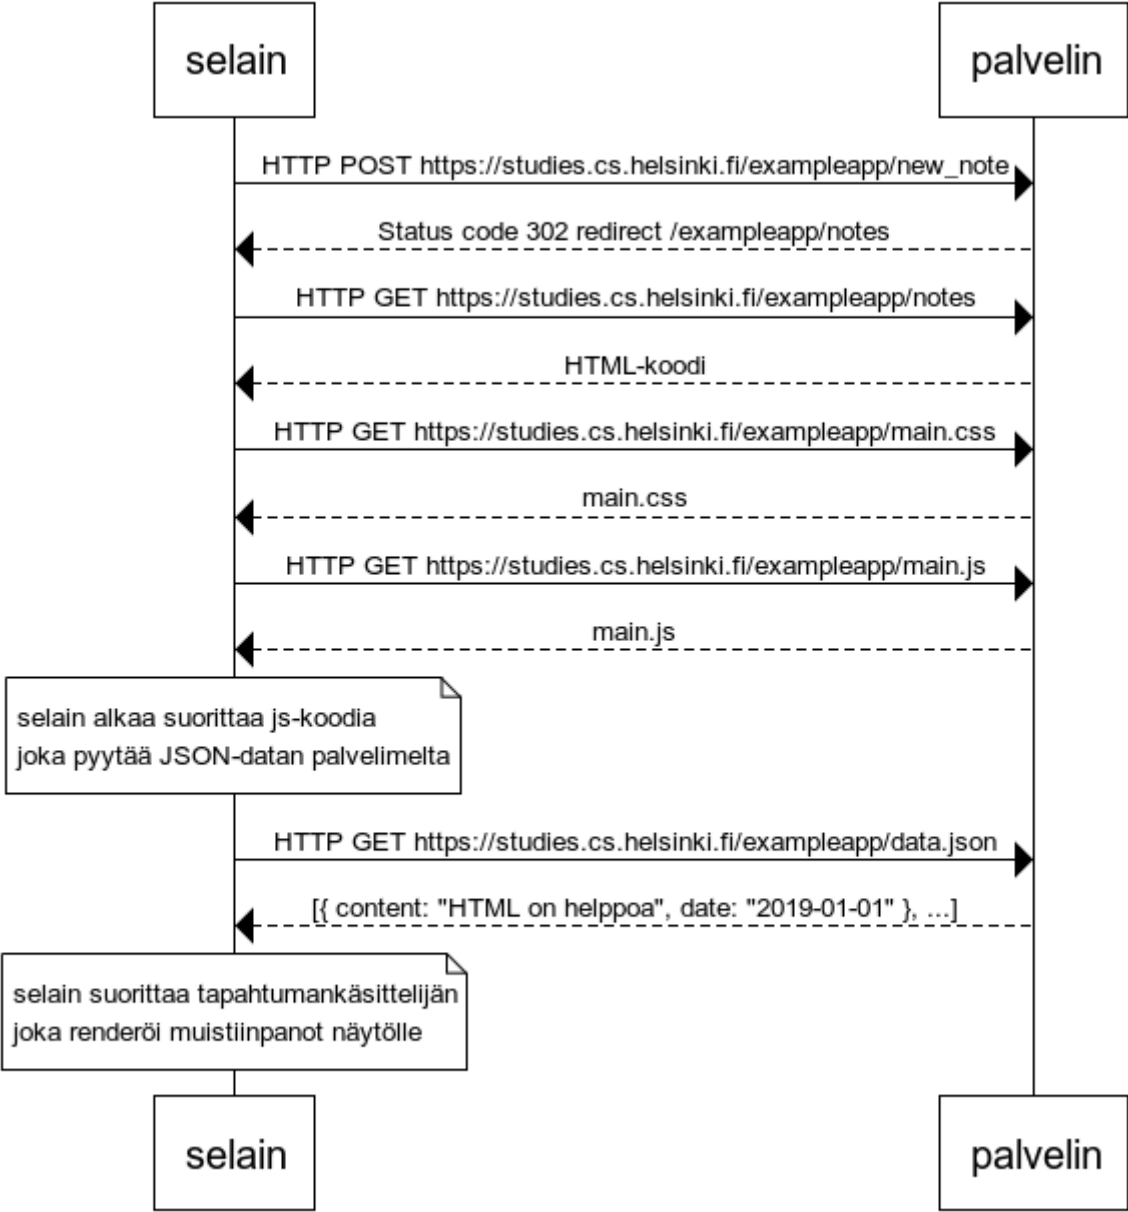 selain
palvelin
HTTP POST https://studies.cs.helsinki.fi/exampleapp/new_note
Status code 302 redirect /exampleapp/notes
HTTP GET https://studies.cs.helsinki.fi/exampleapp/notes
HTML-koodi
HTTP GET https://studies.cs.helsinki.fi/exampleapp/main.css
main.css
HTTP GET https://studies.cs.helsinki.fi/exampleapp/main.js
main.js
selain alkaa suorittaa js-koodia
joka pyytää JSON-datan palvelimelta
HTTP GET https://studies.cs.helsinki.fi/exampleapp/data.json
[{ content: "HTML on helppoa", date: "2019-01-01" }, ...]
selain suorittaa tapahtumankäsittelijän
joka renderöi muistiinpanot näytölle
selain
palvelin